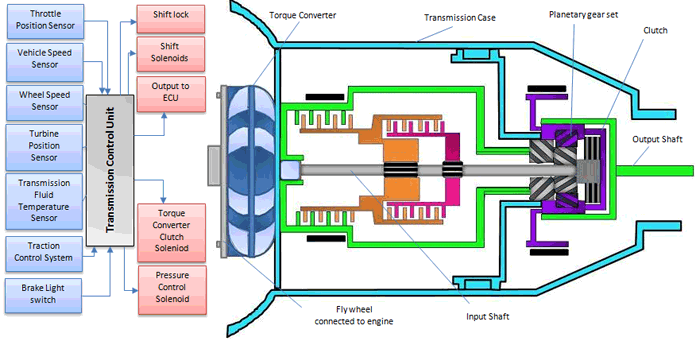 Throttle
Position Sensor
Vehicle Speed
Sensor
Wheel Speed
Sensor
Turbine
Position
Sensor
Transmission
Fluid
Temperature
Sensor
Traction
Control System
Brake Light
switch
Transmission Control Unit
Shift lock
Shift
Solenoids
Output to
ECU
Torque
Converter
Clutch
Soleniod
Pressure
Control
Solenoid
Torque Converter
Transmission Case
Planetary gear set
Clutch
Output Shaft
Input Shaft
Fly wheel
connected to engine